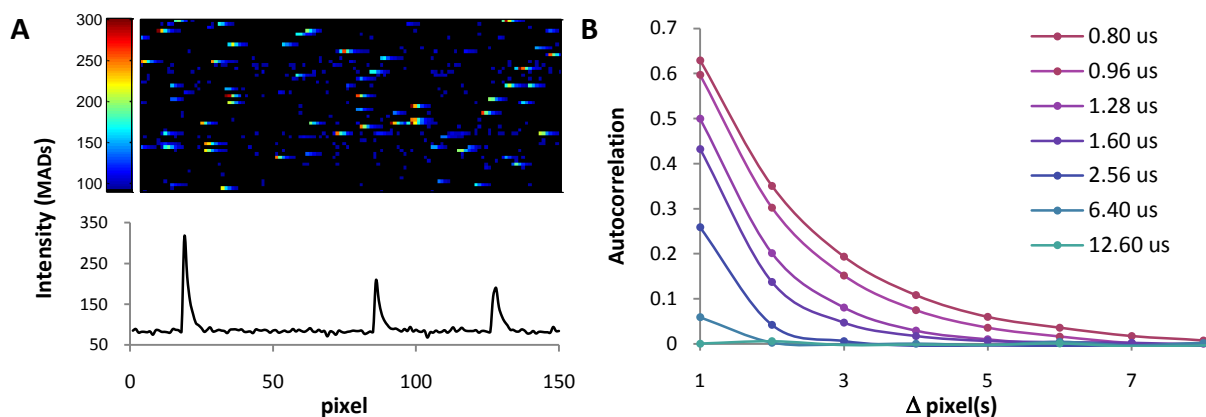 A
300
250
200
150
100
Intensity (MADs)
350
250
150
50
0
50
100
150
pixel
B
0.7
0.6
0.5
0.4
0.3
0.2
0.1
0
Autocorrelation
1
3
5
7
Δ pixel(s)
0.80 us
0.96 us
1.28 us
1.60 us
2.56 us
6.40 us
12.60 us